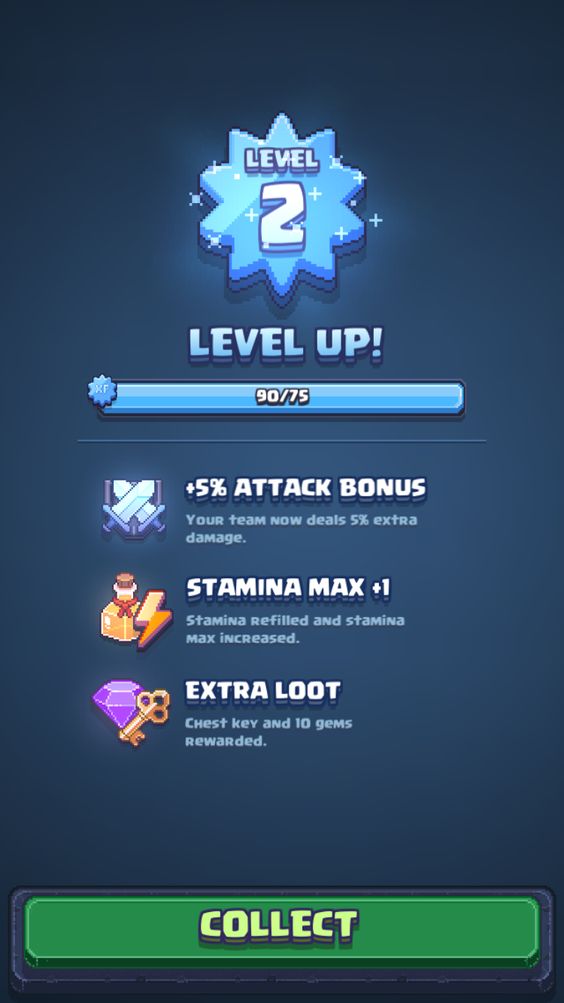 LEVEL
2
LEVEL UP!
XP
90/75
+5% ATTACK BONUS
Your team now deals 5% extra
damage.
STAMINA MAX +1
Stamina refilled and stamina
max increased.
EXTRA LOOT
Chest key and 10 gems
rewarded.
COLLECT